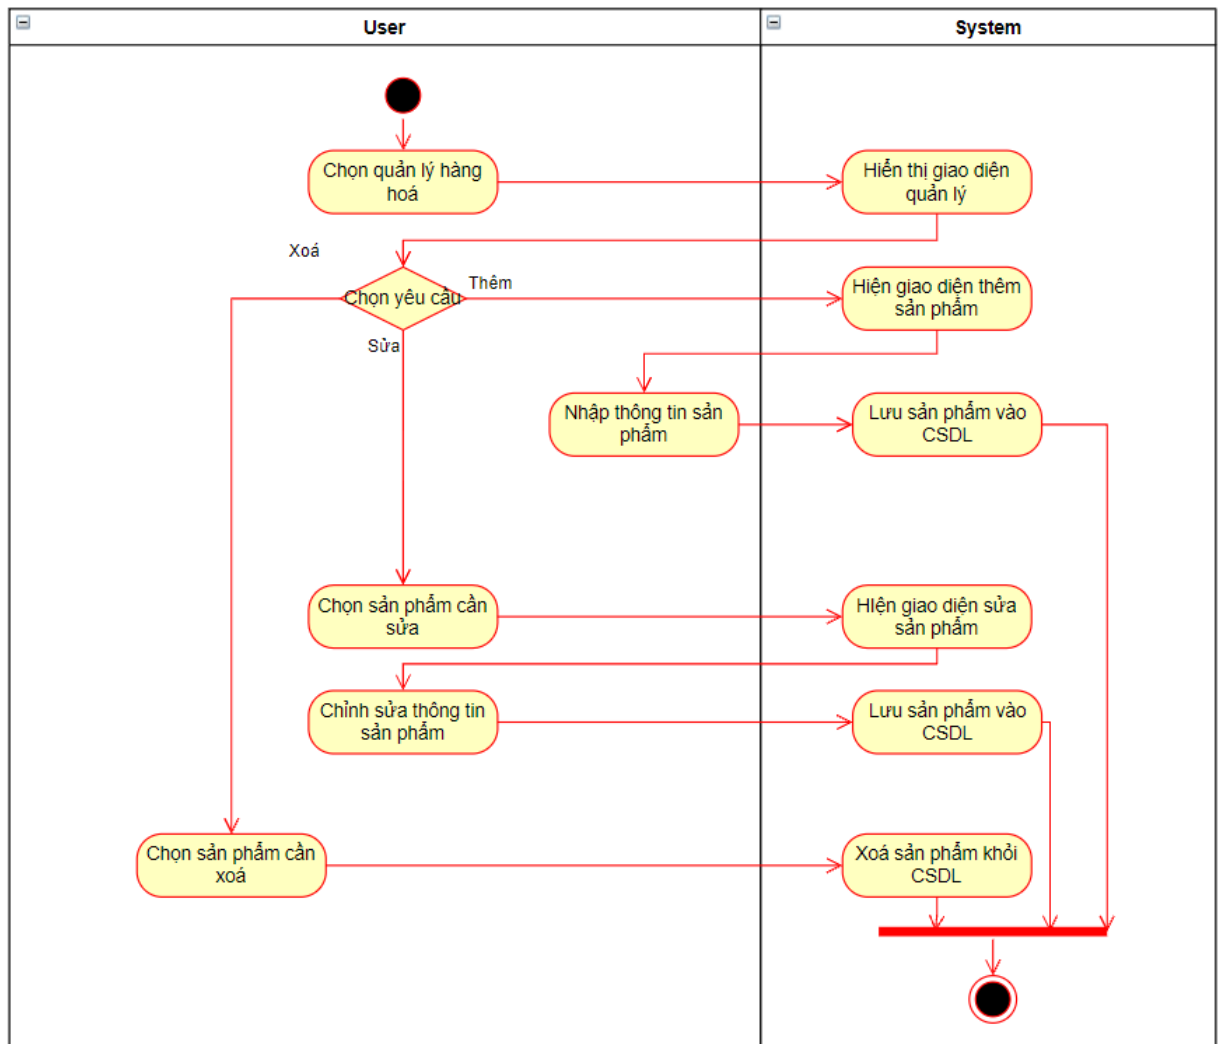 User
System
Chọn quản lý hàng
hoá
Hiển thị giao diện
quản lý
Xoá
Chọn yêu cầu
Thêm
Hiện giao diện thêm
sản phẩm
Sửa
Nhập thông tin sản
phẩm
Lưu sản phẩm vào
CSDL
Chọn sản phẩm cần
sửa
HIện giao diện sửa
sản phẩm
Chỉnh sửa thông tin
sản phẩm
Lưu sản phẩm vào
CSDL
Chọn sản phẩm cần
xoá
Xoá sản phẩm khỏi
CSDL